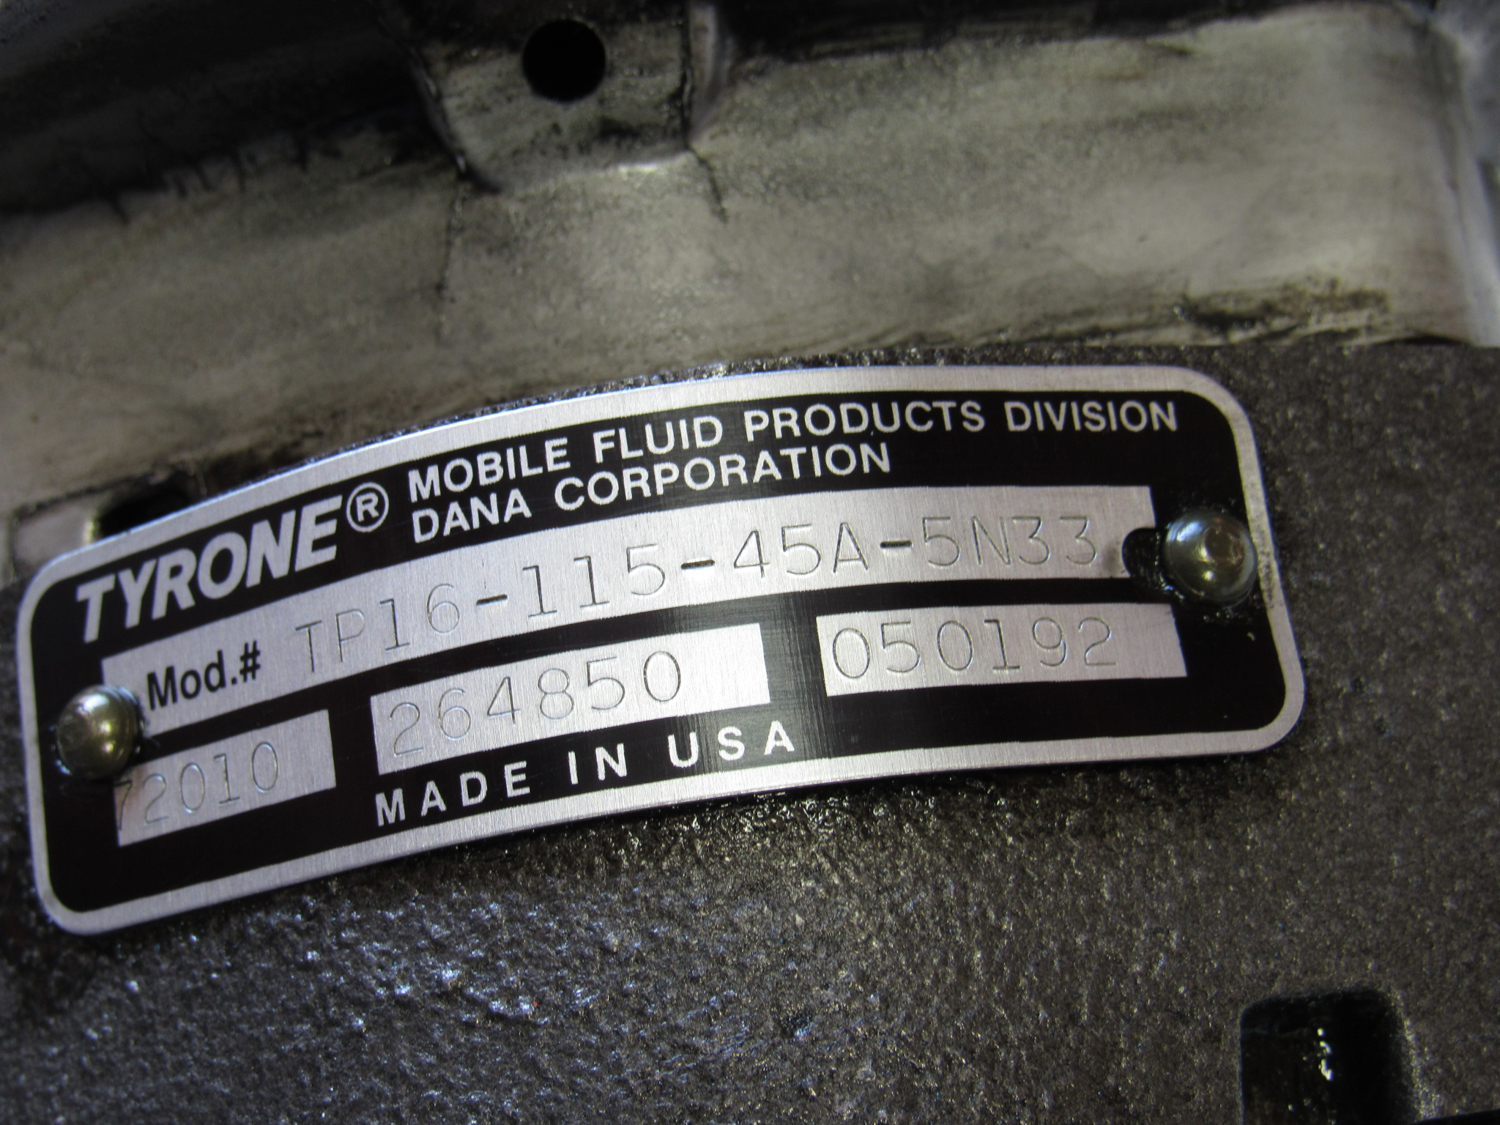 TYRONE® MOBILE FLUID PRODUCTS DIVISION
DANA CORPORATION
Mod.# TP16-115-45A-5N33
72010 264850 050192
MADE IN USA